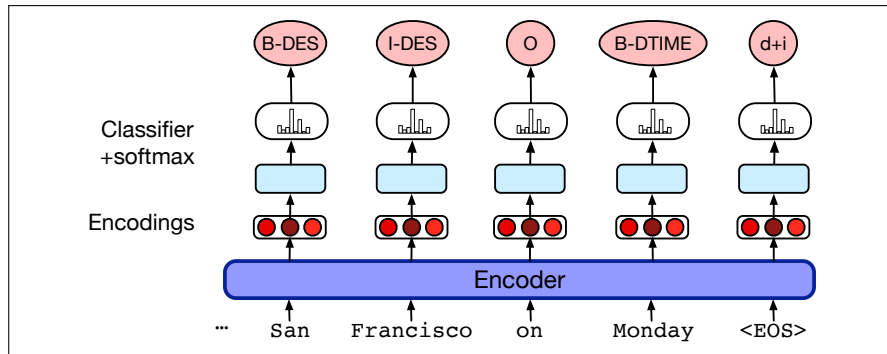 B-DES I-DES O B-DTIME d+i
Classifier
+softmax
Encodings
Encoder
… San Francisco on Monday <EOS>